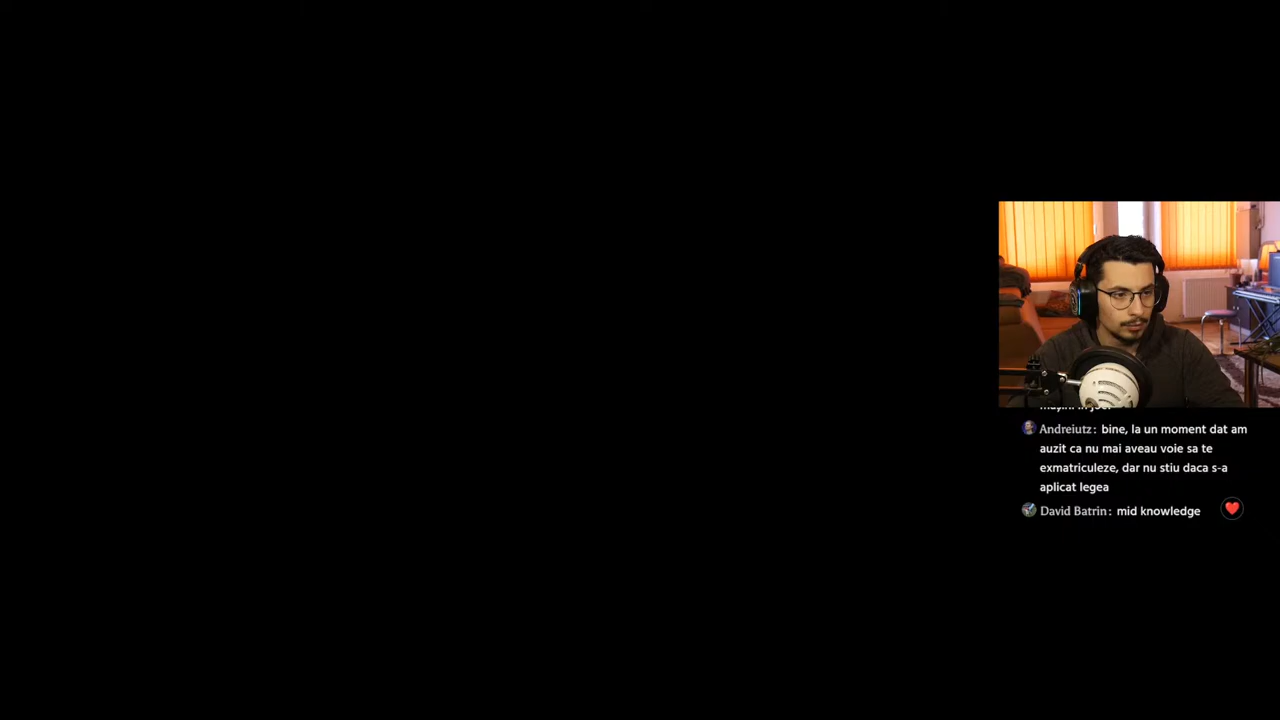 Andreiutz : bine, la un moment dat am
auzit ca nu mai aveau voie sa te
exmatriculeze, dar nu stiu daca s-a
aplicat legea
David Batrin : mid knowledge